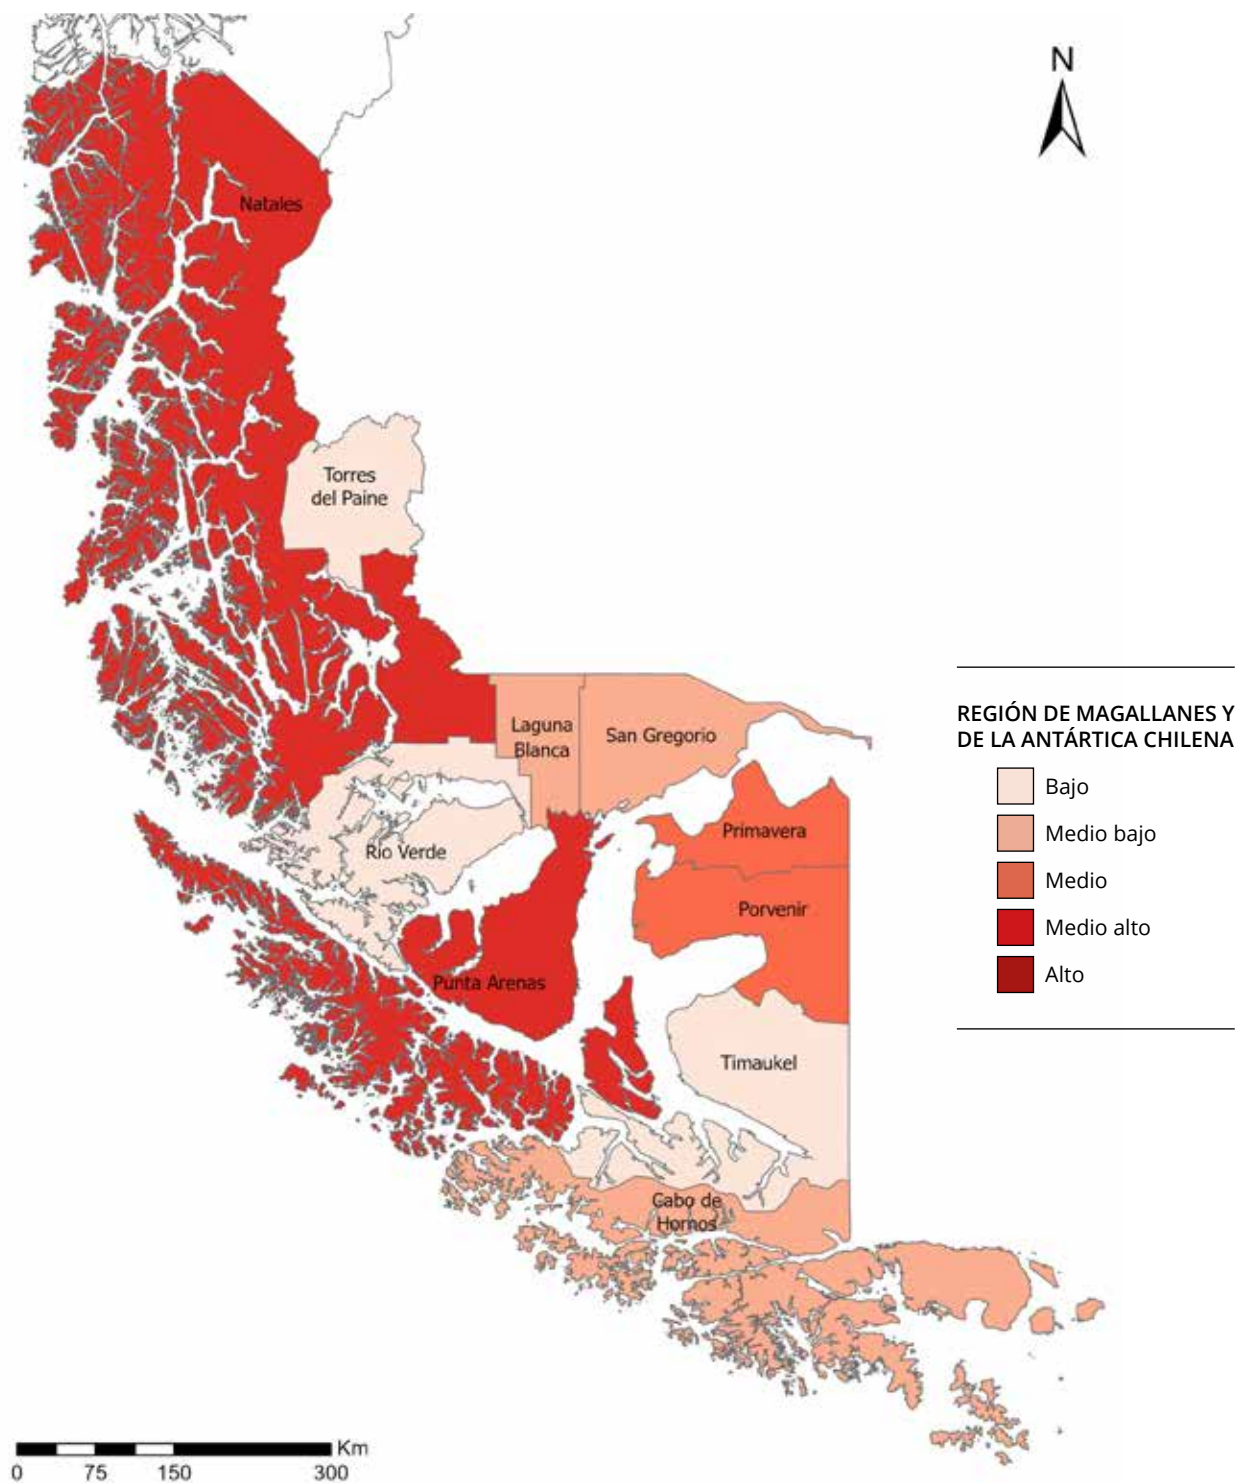 N
Natales
Torres
del Paine
Laguna
Blanca
San Gregorio
Primavera
Río Verde
Porvenir
Punta Arenas
Timaukel
Cabo de
Hornos
REGIÓN DE MAGALLANES Y
DE LA ANTÁRTICA CHILENA
Bajo
Medio bajo
Medio
Medio alto
Alto
Km
0 75 150 300